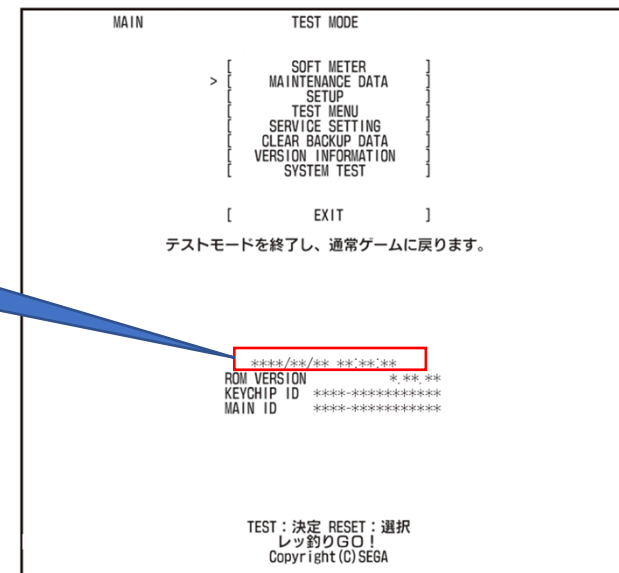 MAIN TEST MODE
[ SOFT METER ]
> [ MAINTENANCE DATA ]
[ SETUP ]
[ TEST MENU ]
[ SERVICE SETTING ]
[ CLEAR BACKUP DATA ]
[ VERSION INFORMATION ]
[ SYSTEM TEST ]
[ EXIT ]
テストモードを終了し、通常ゲームに戻ります。
****/**/** **:**:**
ROM VERSION *.**.**
KEYCHIP ID ****-***********
MAIN ID ****-***********
TEST：決定 RESET：選択
レッ釣りGO！
Copyright(C)SEGA